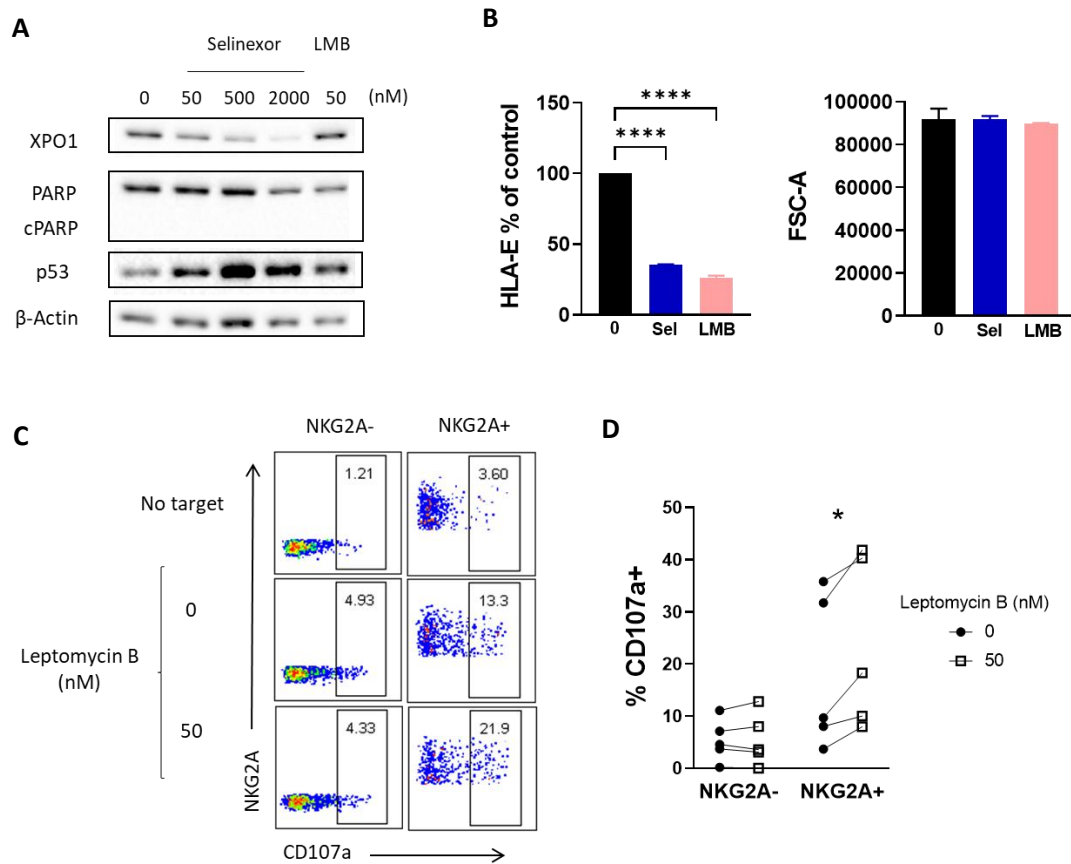 A
Selinexor LMB
0 50 500 2000 50 (nM)
XPO1
PARP
cPARP
p53
β-Actin
B
HLA-E % of control
150
100
50
0
****
****
0 Sel LMB
FSC-A
100000
80000
60000
40000
20000
0
0 Sel LMB
C
NKG2A- NKG2A+
No target
1.21 3.60
0
4.93 13.3
Leptomycin B
(nM)
50
4.33 21.9
NKG2A
CD107a
D
% CD107a+
50
40
30
20
10
0
*
NKG2A- NKG2A+
Leptomycin B (nM)
0
50